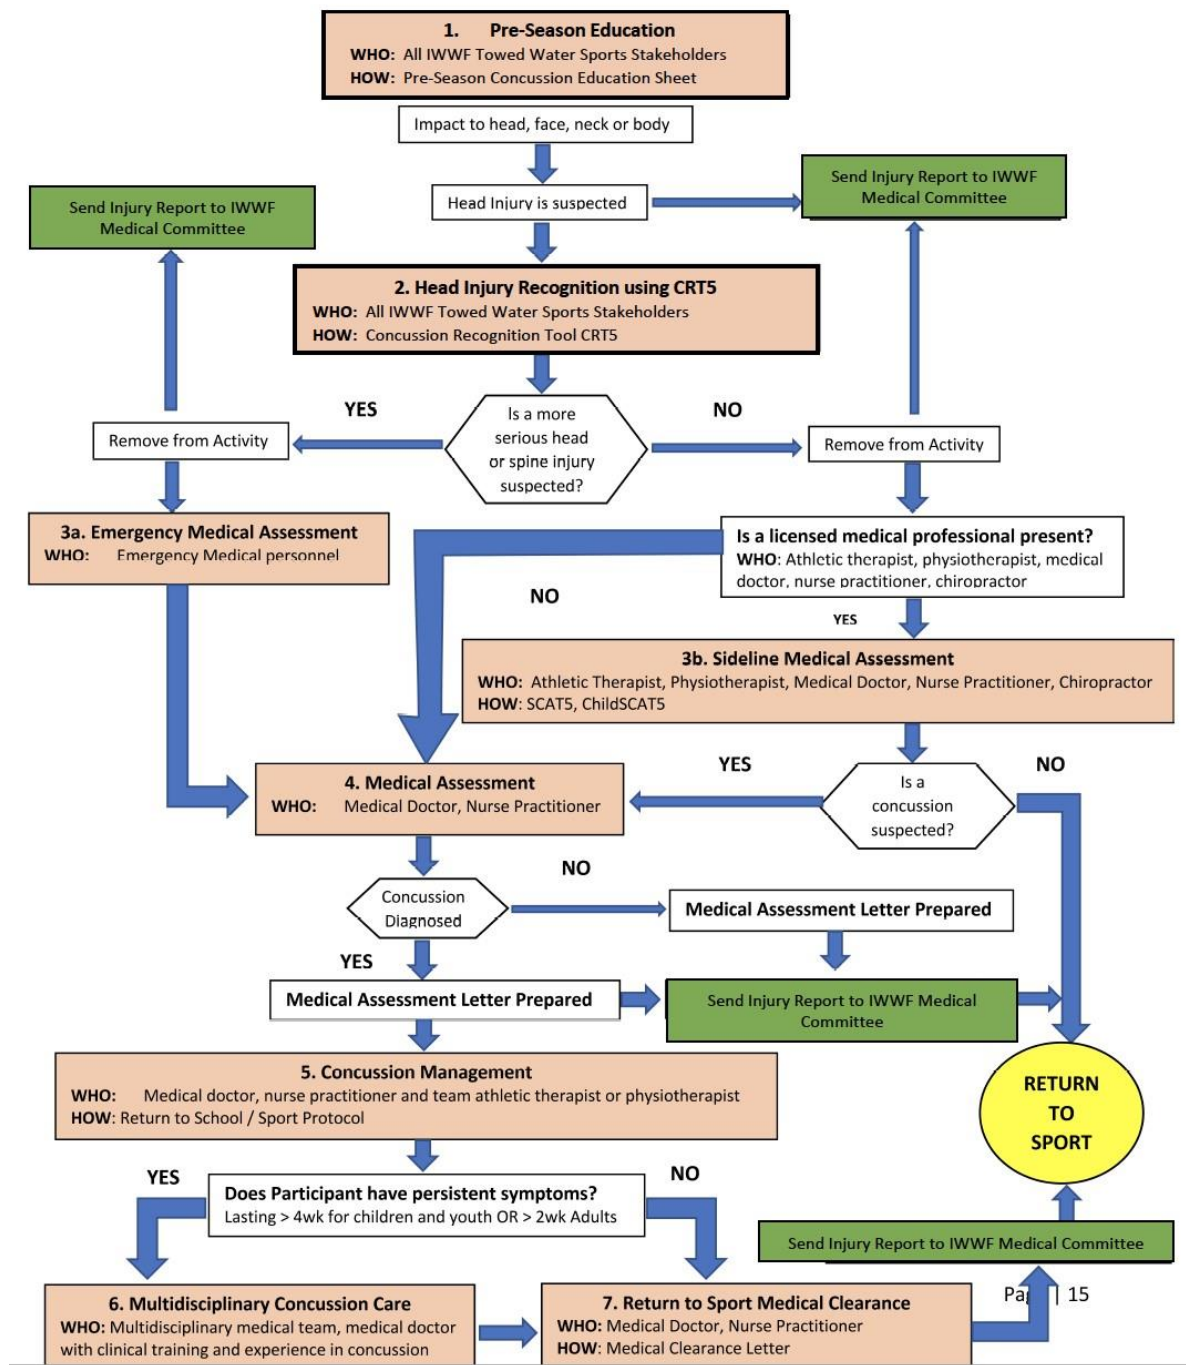 1. Pre-Season Education
WHO: All IWWF Towed Water Sports Stakeholders
HOW: Pre-Season Concussion Education Sheet
Impact to head, face, neck or body
Head Injury is suspected
Send Injury Report to IWWF
Medical Committee
Send Injury Report to IWWF
Medical Committee
2. Head Injury Recognition using CRT5
WHO: All IWWF Towed Water Sports Stakeholders
HOW: Concussion Recognition Tool CRT5
YES
Is a more
serious head
or spine injury
suspected?
NO
Remove from Activity
Remove from Activity
3a. Emergency Medical Assessment
WHO: Emergency Medical personnel
Is a licensed medical professional present?
WHO: Athletic therapist, physiotherapist, medical
doctor, nurse practitioner, chiropractor
NO
YES
3b. Sideline Medical Assessment
WHO: Athletic Therapist, Physiotherapist, Medical Doctor, Nurse Practitioner, Chiropractor
HOW: SCAT5, ChildSCAT5
4. Medical Assessment
WHO: Medical Doctor, Nurse Practitioner
YES
Is a
concussion
suspected?
NO
Concussion
Diagnosed
NO
Medical Assessment Letter Prepared
YES
Medical Assessment Letter Prepared
Send Injury Report to IWWF Medical
Committee
5. Concussion Management
WHO: Medical doctor, nurse practitioner and team athletic therapist or physiotherapist
HOW: Return to School / Sport Protocol
RETURN
TO
SPORT
YES
Does Participant have persistent symptoms?
Lasting > 4wk for children and youth OR > 2wk Adults
NO
Send Injury Report to IWWF Medical Committee
6. Multidisciplinary Concussion Care
WHO: Multidisciplinary medical team, medical doctor
with clinical training and experience in concussion
7. Return to Sport Medical Clearance
WHO: Medical Doctor, Nurse Practitioner
HOW: Medical Clearance Letter
| 15